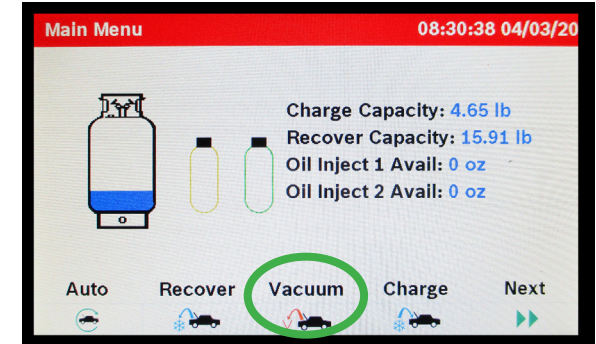 Main Menu 08:30:38 04/03/20
Charge Capacity: 4.65 lb
Recover Capacity: 15.91 lb
Oil Inject 1 Avail: 0 oz
Oil Inject 2 Avail: 0 oz
Auto Recover Vacuum Charge Next